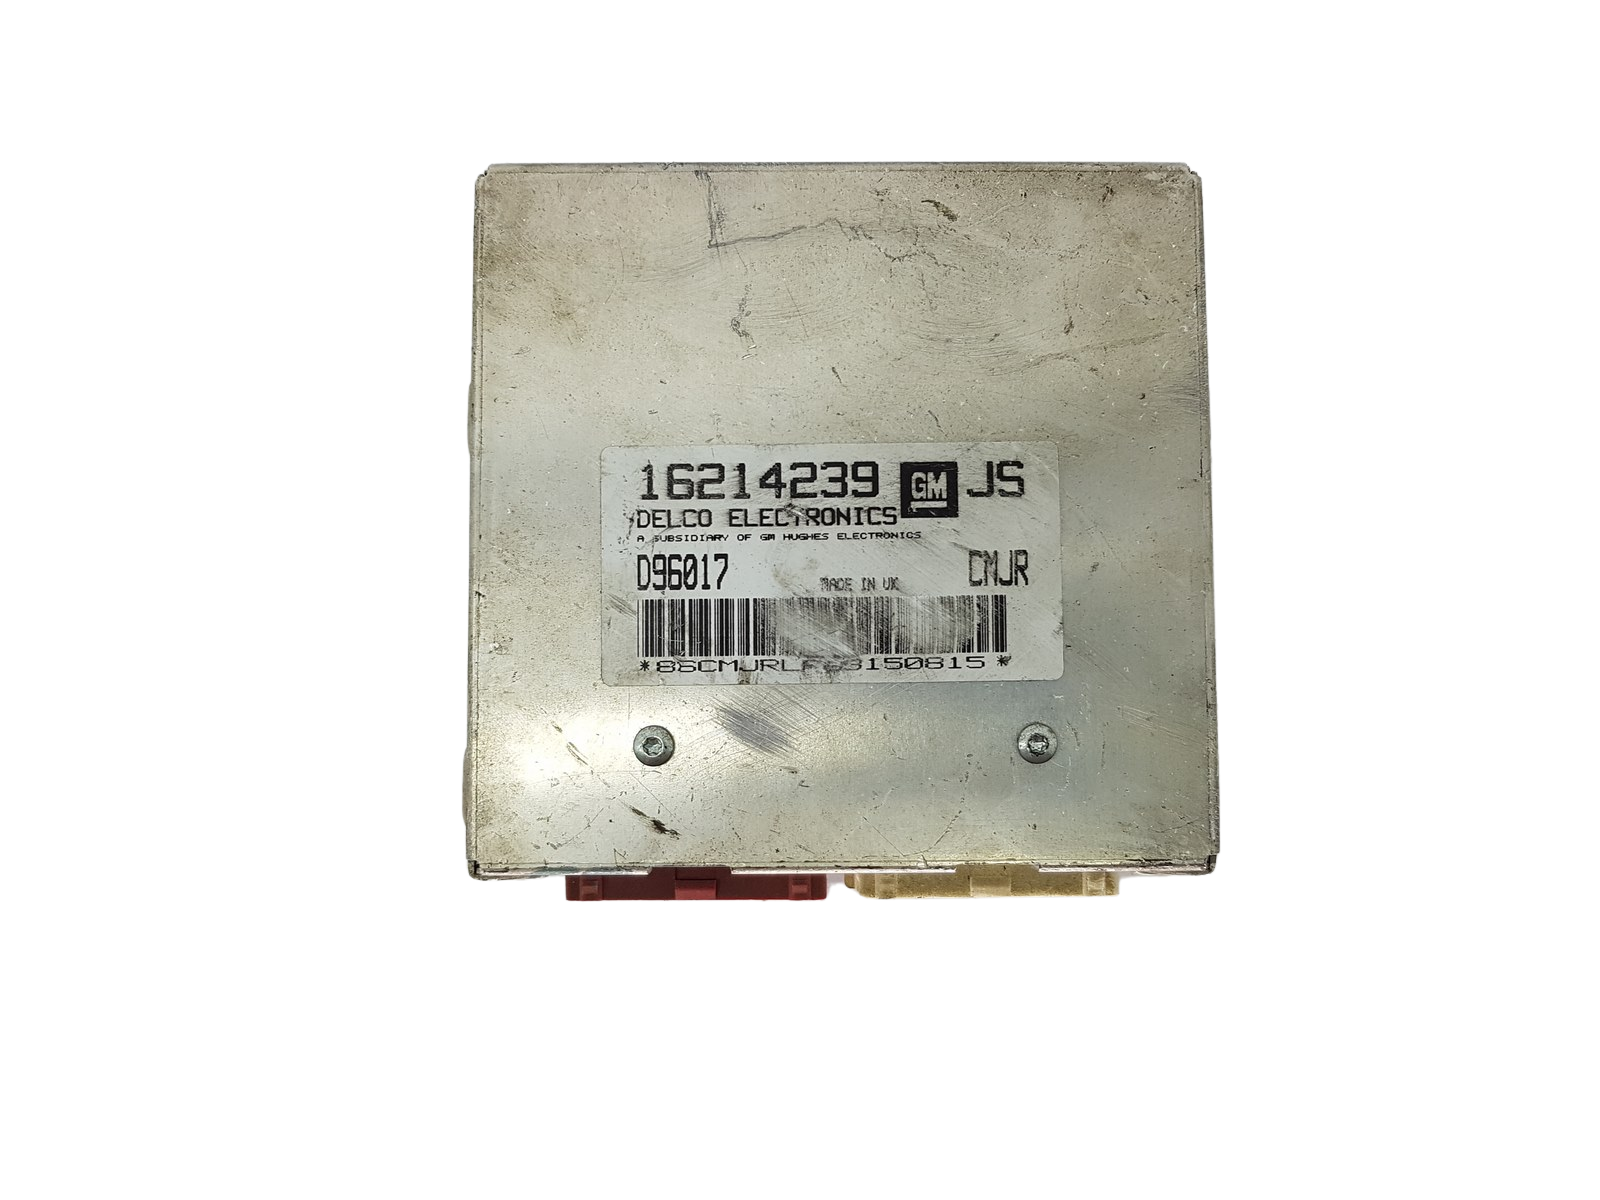 16214239 GM JS
DELCO ELECTRONICS
A SUBSIDIARY OF GM HUGHES ELECTRONICS
D96017 MADE IN UK CMJR